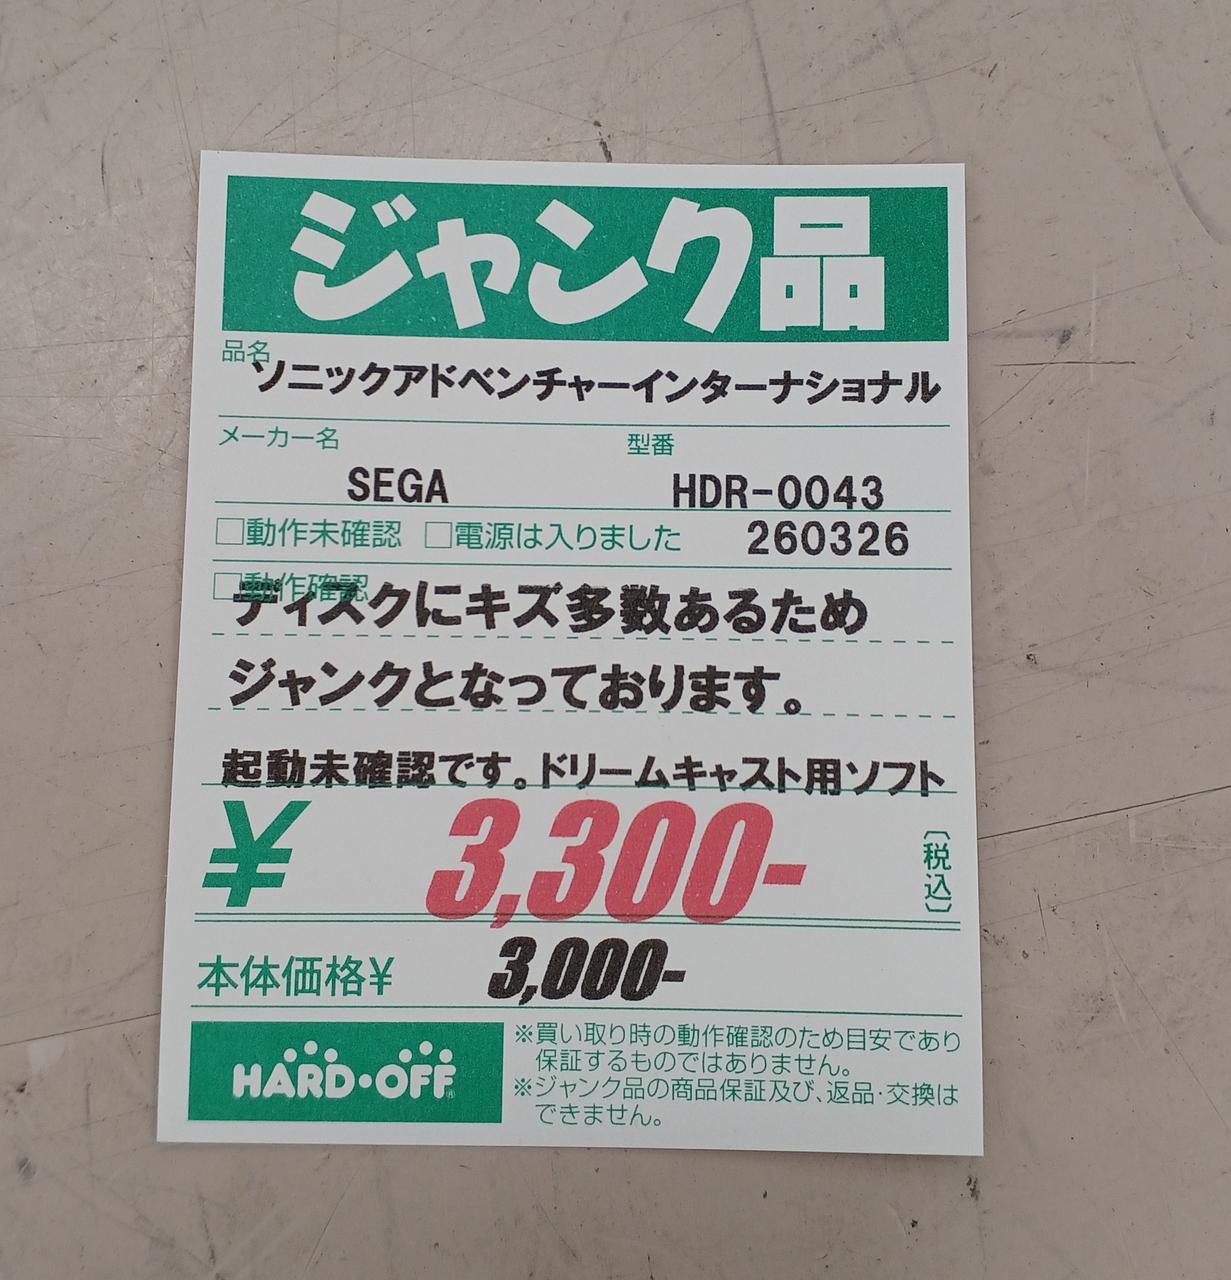 ジャンク品
品名
ソニックアドベンチャーインターナショナル
メーカー名 型番
SEGA HDR-0043
□動作未確認 □電源は入りました 260326
□動作確認
ディスクにキズ多数あるため
ジャンクとなっております。
起動未確認です。ドリームキャスト用ソフト
¥ 3,300- 〔税込〕
本体価格¥ 3,000-
HARD・OFF®
※買い取り時の動作確認のため目安であり
保証するものではありません。
※ジャンク品の商品保証及び、返品・交換は
できません。